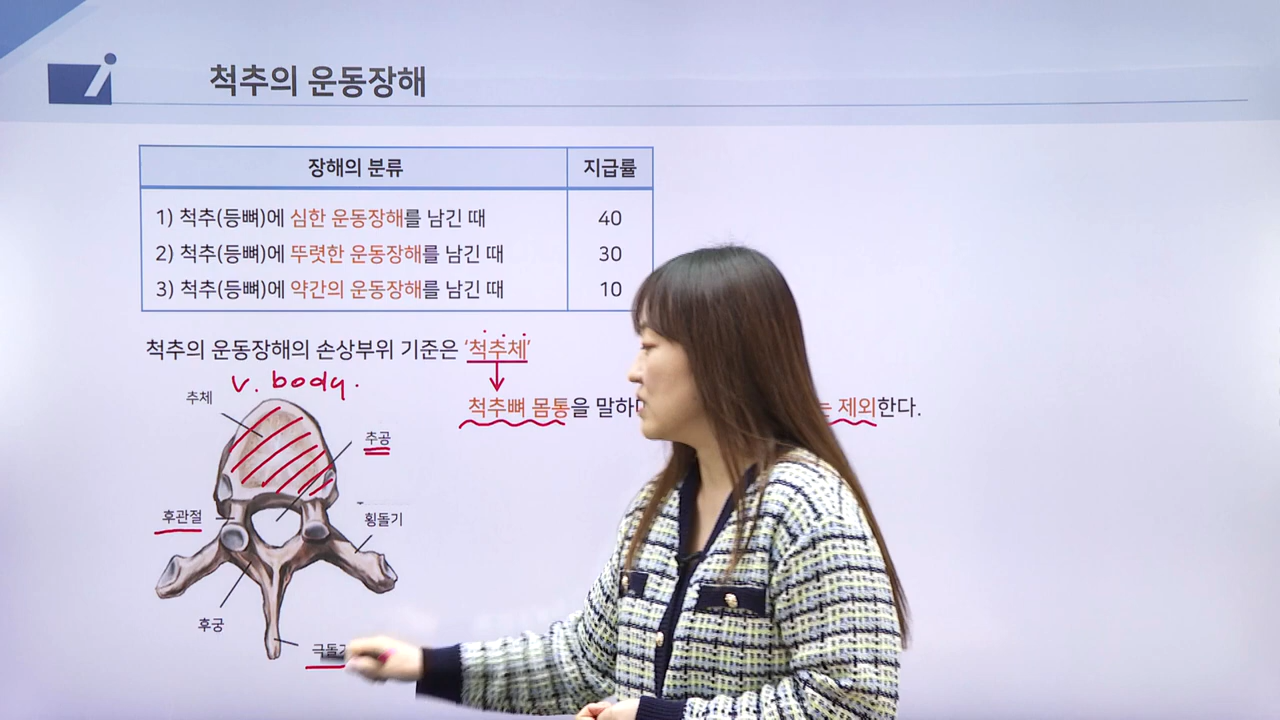 척추의 운동장해
장해의 분류 지급률
1) 척추(등뼈)에 심한 운동장해를 남긴 때 40
2) 척추(등뼈)에 뚜렷한 운동장해를 남긴 때 30
3) 척추(등뼈)에 약간의 운동장해를 남긴 때 10
척추의 운동장해의 손상부위 기준은 ‘척추체’
v. body.
추체
척추뼈 몸통을 말하 제외한다.
추공
후관절
횡돌기
후궁
극돌기